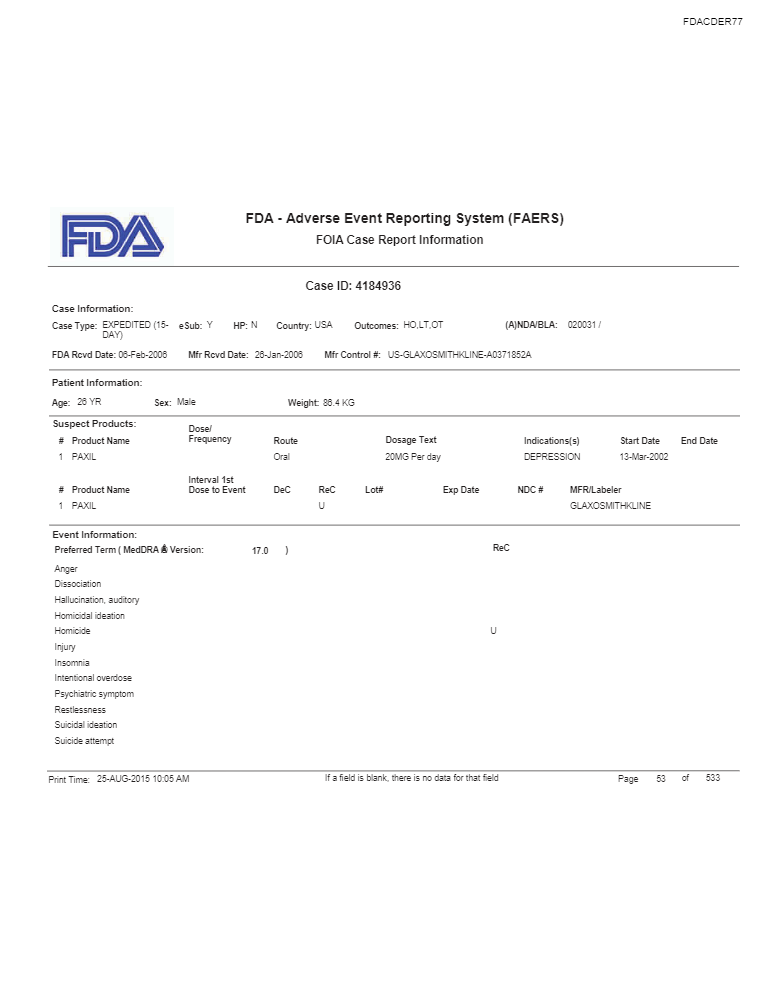 FDACDER77
FDA
FDA - Adverse Event Reporting System (FAERS)
FOIA Case Report Information
Case ID: 4184936
Case Information:
Case Type: EXPEDITED (15- eSub: Y HP: N Country: USA Outcomes: HO,LT,OT (A)NDA/BLA: 020031 /
DAY)
FDA Rcvd Date: 06-Feb-2006 Mfr Rcvd Date: 26-Jan-2006 Mfr Control #: US-GLAXOSMITHKLINE-A0371852A
Patient Information:
Age: 26 YR Sex: Male Weight: 86.4 KG
Suspect Products:
Dose/
# Product Name Frequency Route Dosage Text Indications(s) Start Date End Date
1 PAXIL Oral 20MG Per day DEPRESSION 13-Mar-2002
Interval 1st
# Product Name Dose to Event DeC ReC Lot# Exp Date NDC # MFR/Labeler
1 PAXIL U GLAXOSMITHKLINE
Event Information:
Preferred Term ( MedDRA Version: 17.0 ) ReC
Anger
Dissociation
Hallucination, auditory
Homicidal ideation
Homicide U
Injury
Insomnia
Intentional overdose
Psychiatric symptom
Restlessness
Suicidal ideation
Suicide attempt
Print Time: 25-AUG-2015 10:05 AM If a field is blank, there is no data for that field Page 53 of 533